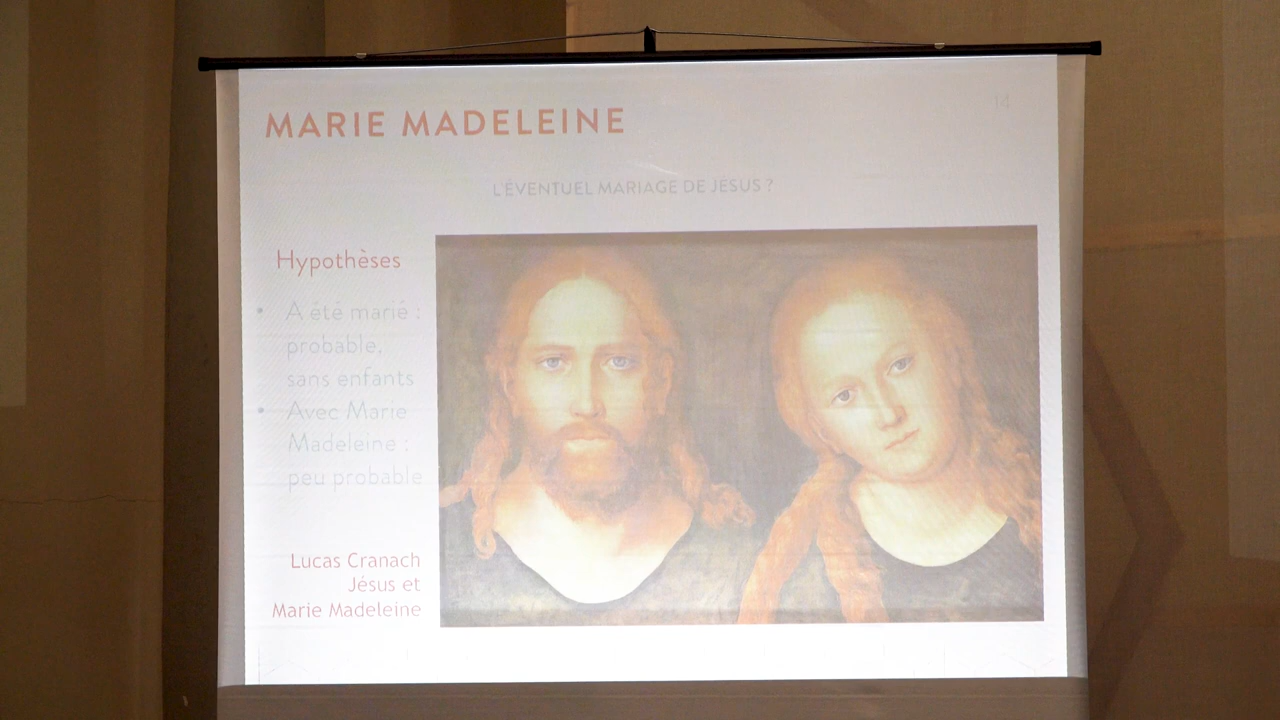 MARIE MADELEINE
14
L'ÉVENTUEL MARIAGE DE JESUS ?
Hypothèses
• A été marié :
probable,
sans enfants
• Avec Marie
Madeleine :
peu probable
Lucas Cranach
Jésus et
Marie Madeleine